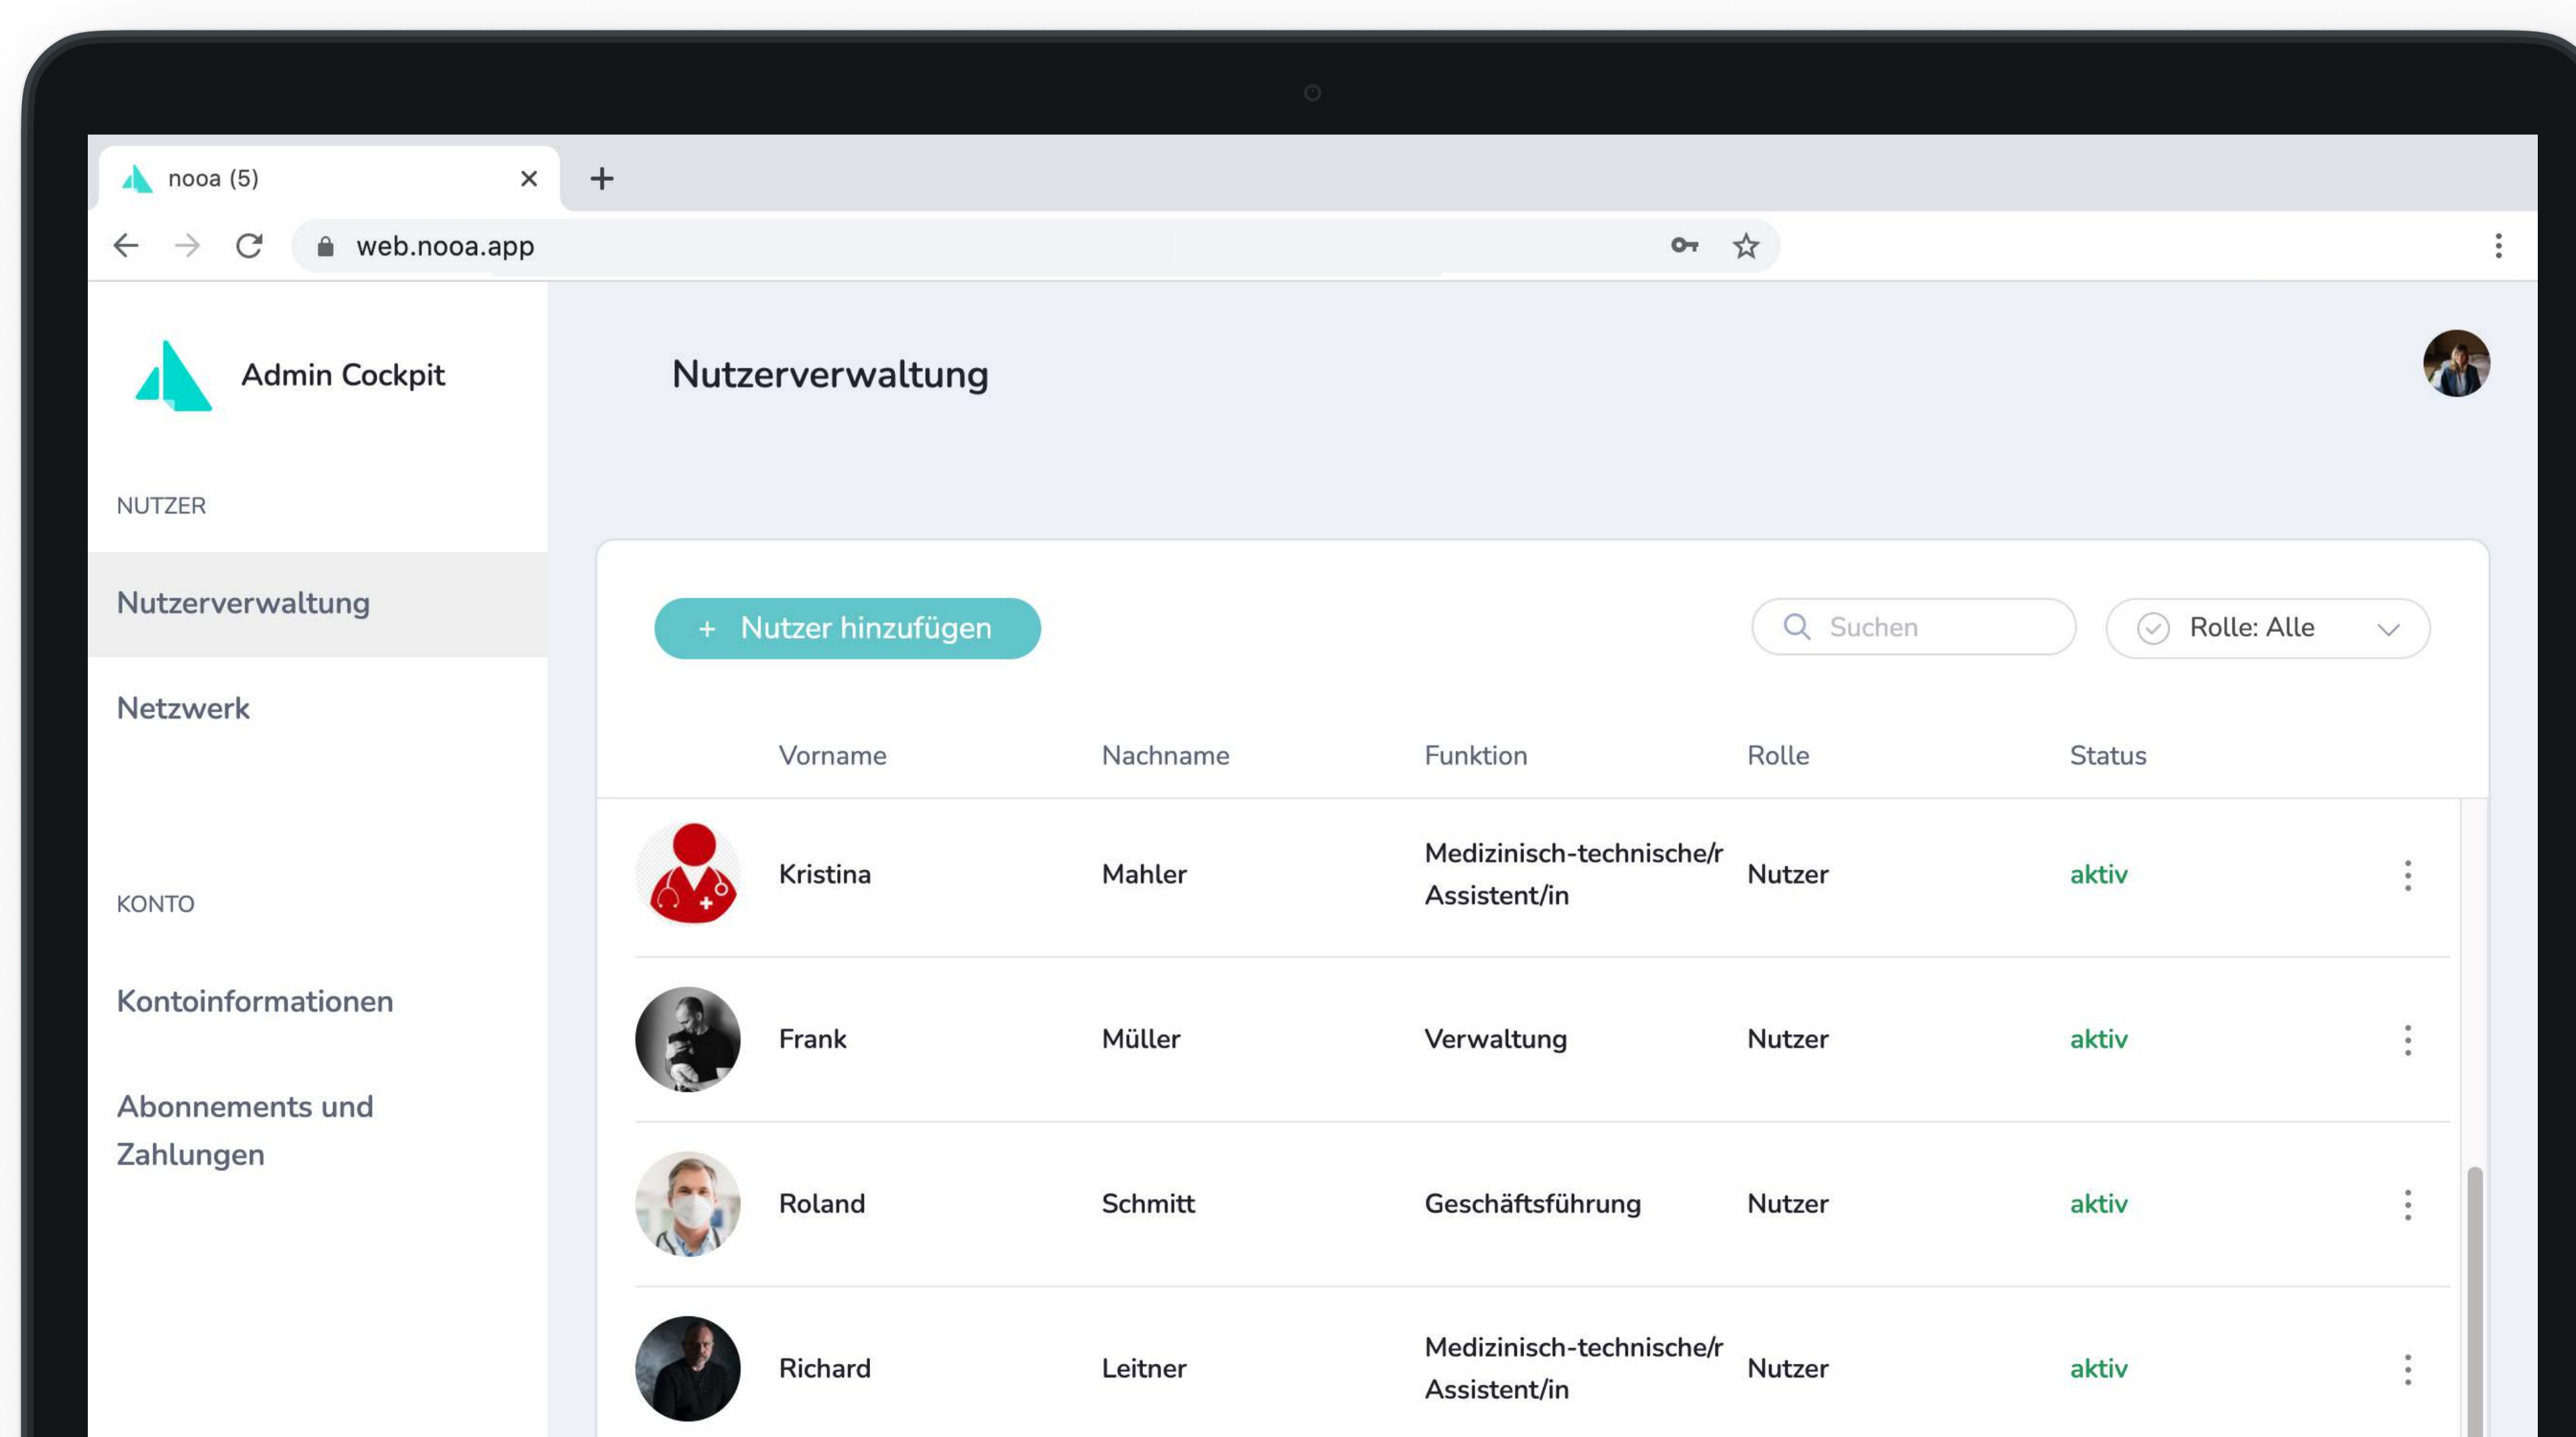 nooa (5)
web.nooa.app
Admin Cockpit
Nutzerverwaltung
NUTZER
Nutzerverwaltung
Netzwerk
KONTO
Kontoinformationen
Abonnements und
Zahlungen
+ Nutzer hinzufügen
Suchen
Rolle: Alle
Vorname Nachname Funktion Rolle Status
Kristina Mahler Medizinisch-technische/r Nutzer aktiv
Assistent/in
Frank Müller Verwaltung Nutzer aktiv
Roland Schmitt Geschäftsführung Nutzer aktiv
Richard Leitner Medizinisch-technische/r Nutzer aktiv
Assistent/in